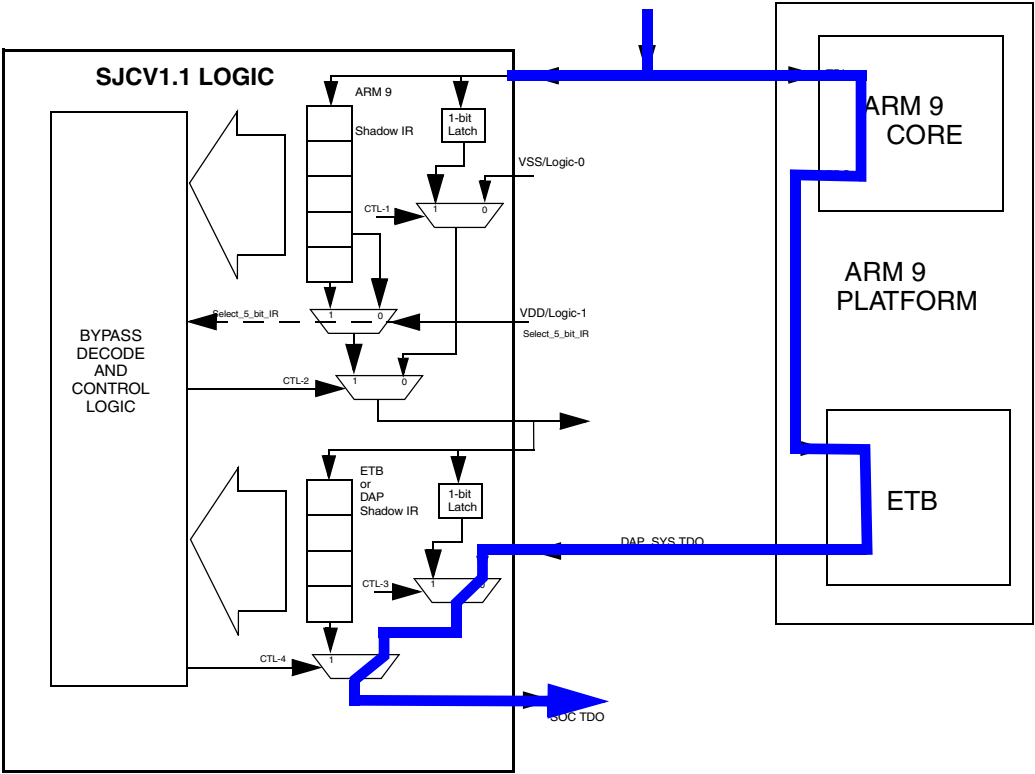 SJCV1.1 LOGIC
ARM 9
Shadow IR
1-bit
Latch
VSS/Logic-0
CTL-1
1
0
Select_5_bit_IR
1
0
VDD/Logic-1
Select_5_bit_IR
BYPASS
DECODE
AND
CONTROL
LOGIC
CTL-2
1
0
ETB
or
DAP
Shadow IR
1-bit
Latch
CTL-3
1
CTL-4
1
DAP_SYS TDO
SOC TDO
ARM 9
CORE
ARM 9
PLATFORM
ETB